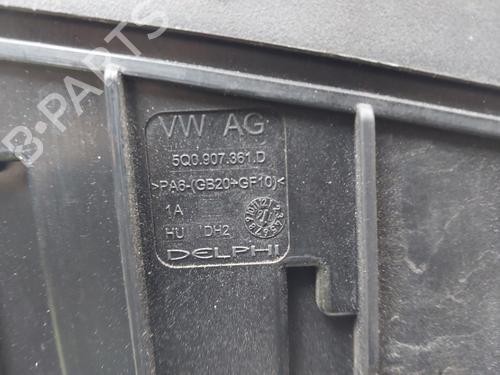 B-PARTS
VW AG
5Q0.907.361.D
>PA6-(GB20+GF10)<
1A
HU DH2
DELPHI